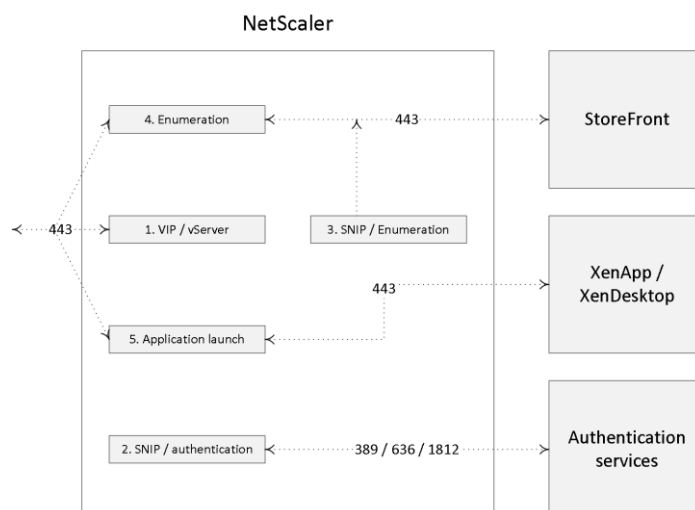 NetScaler
4. Enumeration
443
StoreFront
443
1. VIP / vServer
3. SNIP / Enumeration
XenApp /
XenDesktop
443
5. Application launch
2. SNIP / authentication
389 / 636 / 1812
Authentication
services